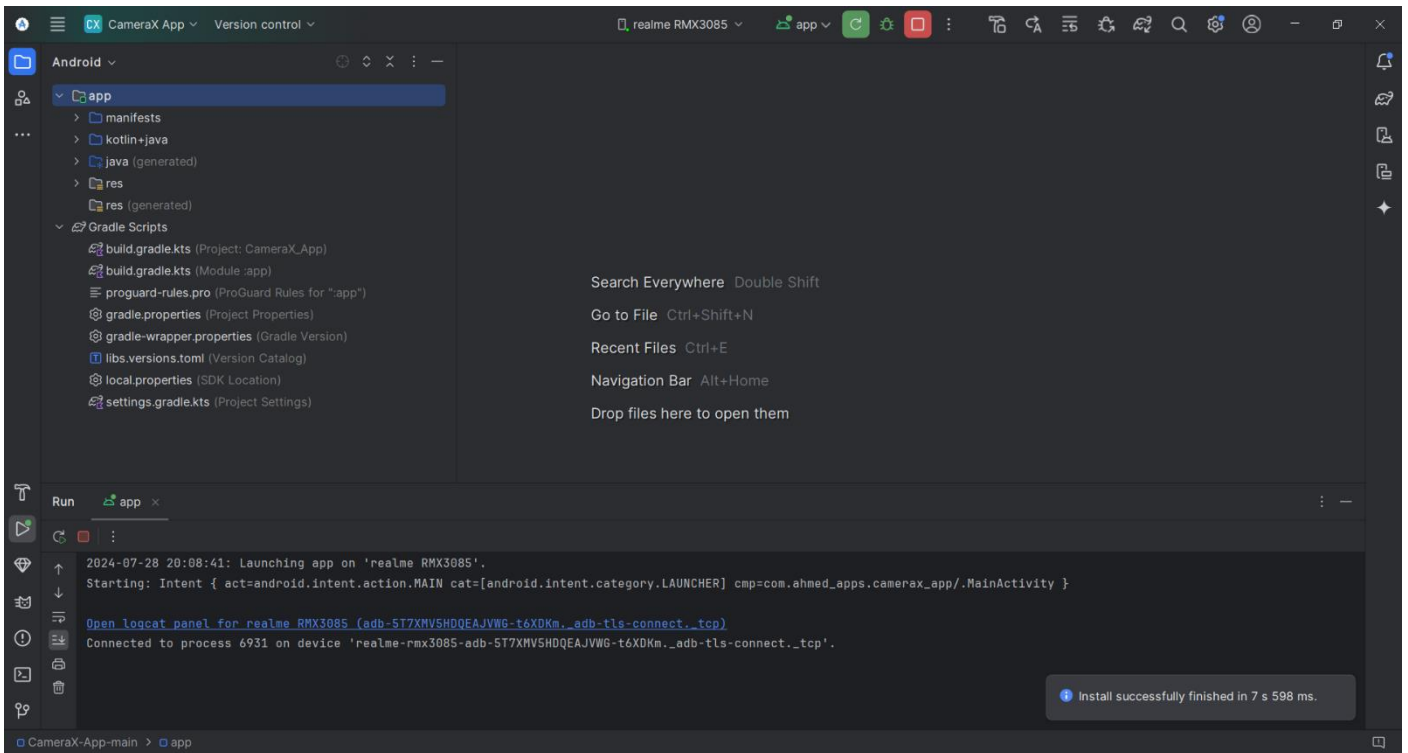 CX CameraX App Version control realme RMX3085 app
Android
app
manifests
kotlin+java
java (generated)
res
res (generated)
Gradle Scripts
build.gradle.kts (Project: CameraX_App)
build.gradle.kts (Module :app)
proguard-rules.pro (ProGuard Rules for ":app")
gradle.properties (Project Properties)
gradle-wrapper.properties (Gradle Version)
libs.versions.toml (Version Catalog)
local.properties (SDK Location)
settings.gradle.kts (Project Settings)
Search Everywhere Double Shift
Go to File Ctrl+Shift+N
Recent Files Ctrl+E
Navigation Bar Alt+Home
Drop files here to open them
Run app
2024-07-28 20:08:41: Launching app on 'realme RMX3085'.
Starting: Intent { act=android.intent.action.MAIN cat=[android.intent.category.LAUNCHER] cmp=com.ahmed_apps.camerax_app/.MainActivity }
Open logcat panel for realme RMX3085 (adb-5T7XMV5HDQEAJVWG-t6XDKm._adb-tls-connect._tcp)
Connected to process 6931 on device 'realme-rmx3085-adb-5T7XMV5HDQEAJVWG-t6XDKm._adb-tls-connect._tcp'.
Install successfully finished in 7 s 598 ms.
CameraX-App-main > app